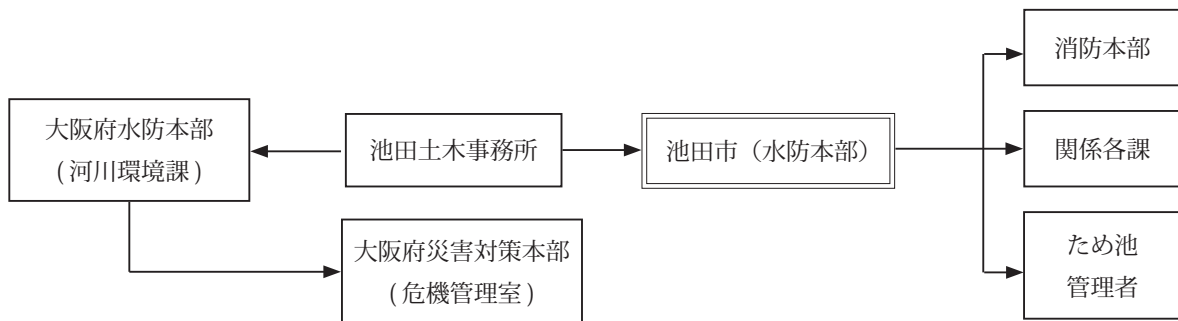 大阪府水防本部
(河川環境課)
池田土木事務所
大阪府災害対策本部
(危機管理室)
池田市（水防本部）
消防本部
関係各課
ため池
管理者